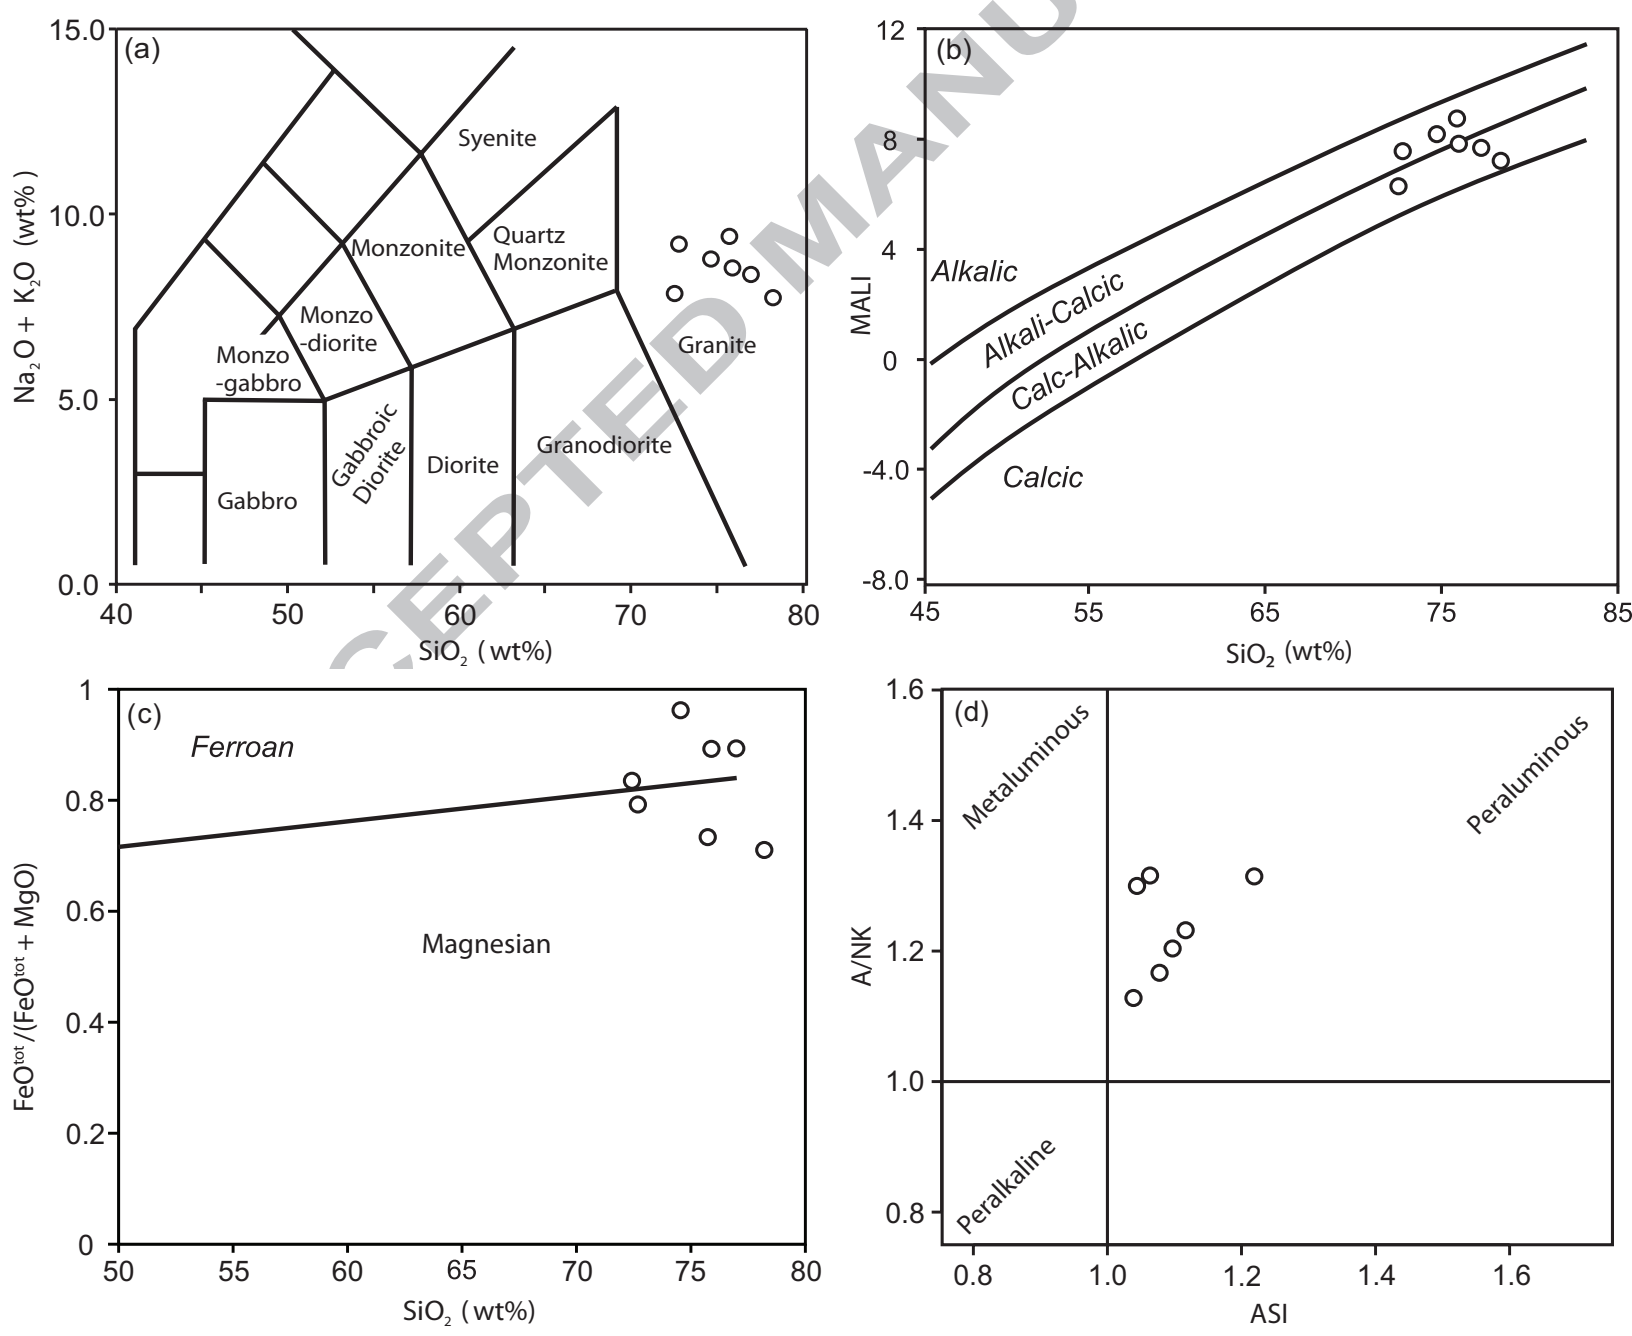 (a)
15.0
10.0
5.0
0.0
Na₂O + K₂O (wt%)
Syenite
Quartz
Monzonite
Monzonite
Monzo
-diorite
Monzo
-gabbro
Granite
Gabbroic
Diorite
Granodiorite
Diorite
Gabbro
40 50 60 70 80
SiO₂ (wt%)
(b)
12
8
4
0
-4.0
-8.0
MALI
Alkalic
Alkali-Calcic
Calc-Alkalic
Calcic
45 55 65 75 85
SiO₂ (wt%)
CEPTED MANU
(c)
1
0.8
0.6
0.4
0.2
0
FeOᵗᵒᵗ/(FeOᵗᵒᵗ + MgO)
Ferroan
Magnesian
50 55 60 65 70 75 80
SiO₂ (wt%)
(d)
1.6
1.4
1.2
1.0
0.8
A/NK
Metaluminous
Peraluminous
Peralkaline
0.8 1.0 1.2 1.4 1.6
ASI